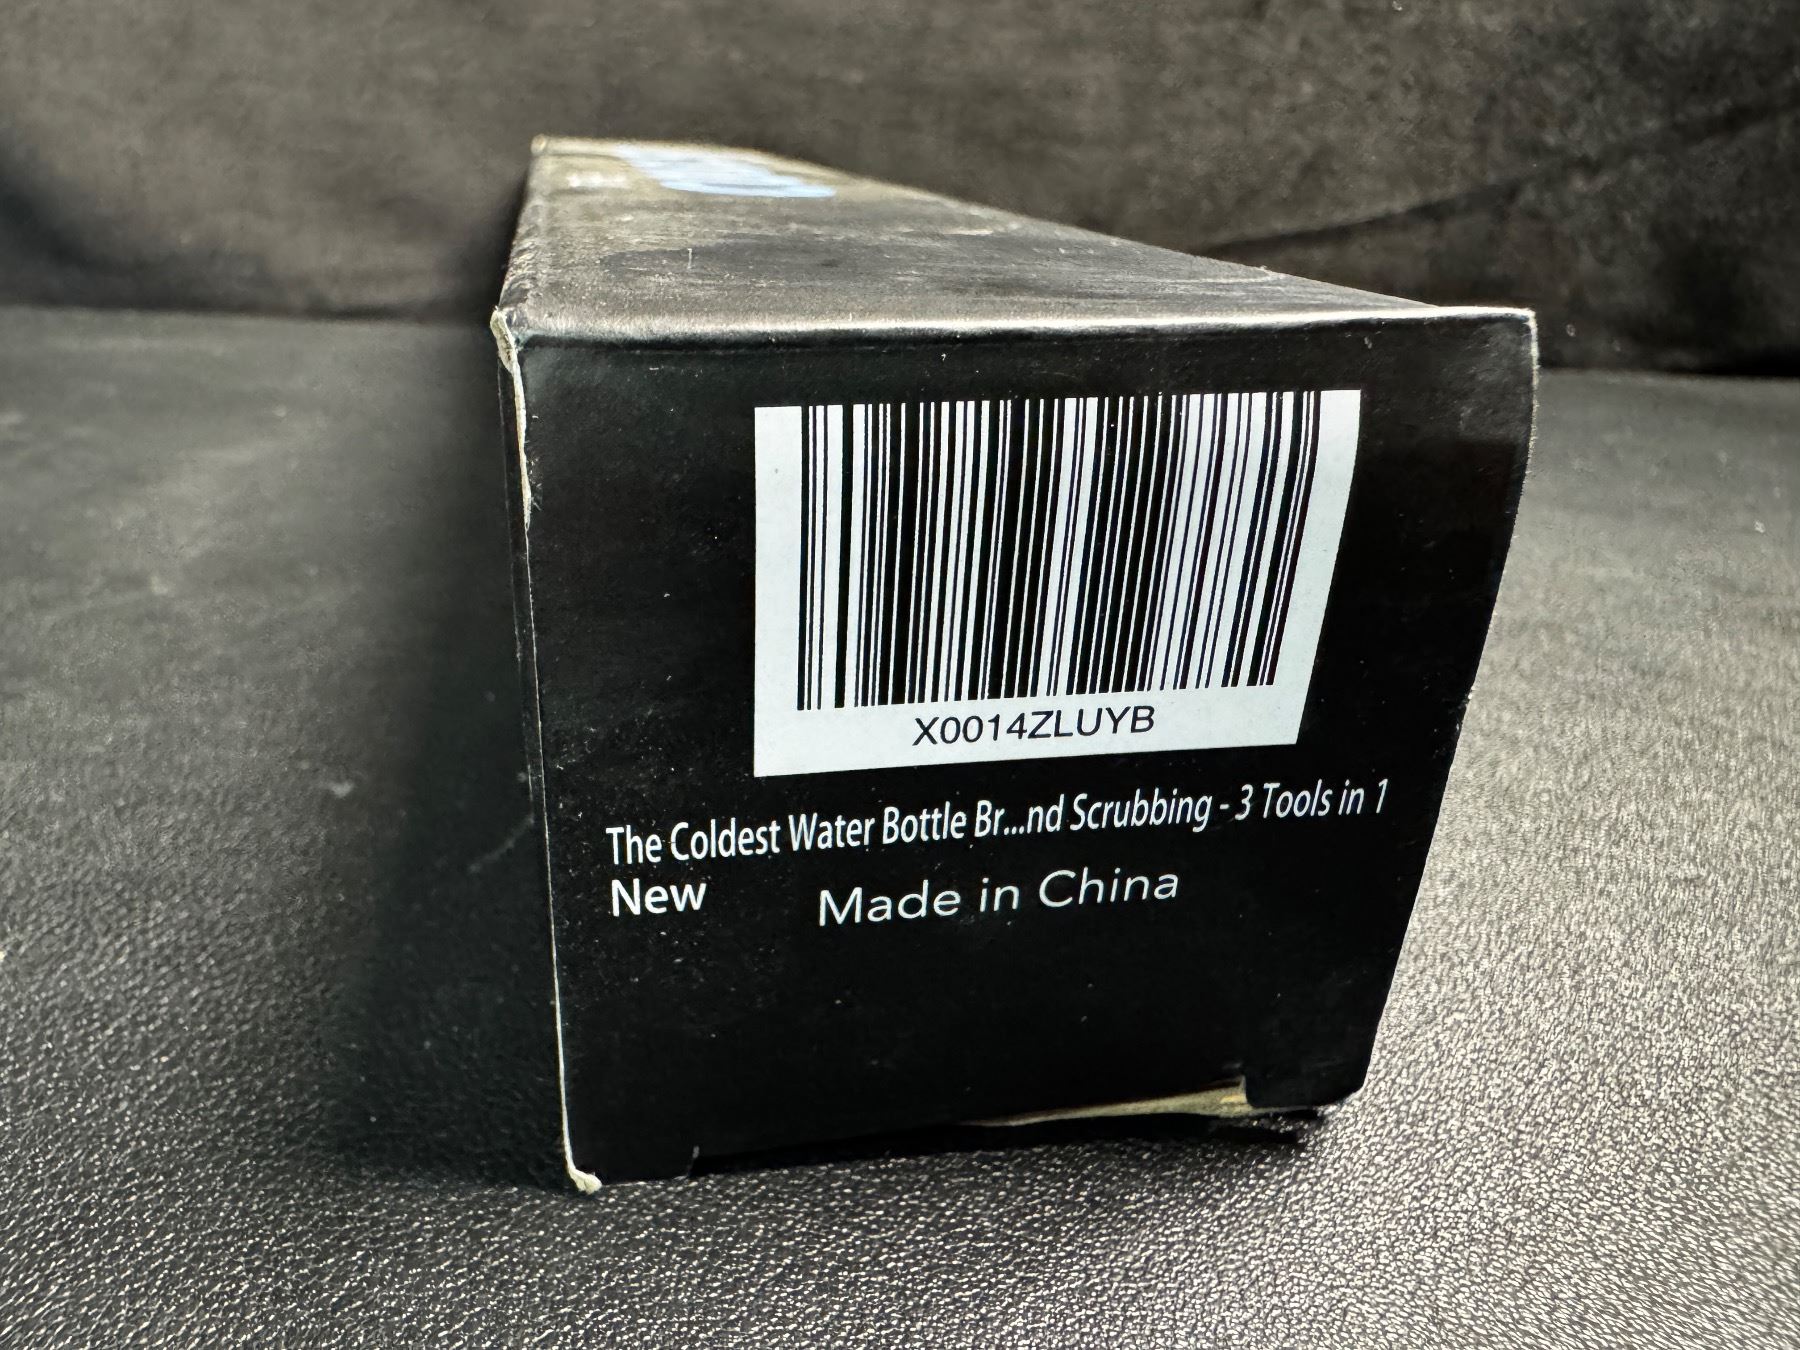 X0014ZLUYB
The Coldest Water Bottle Br...nd Scrubbing - 3 Tools in 1
New Made in China